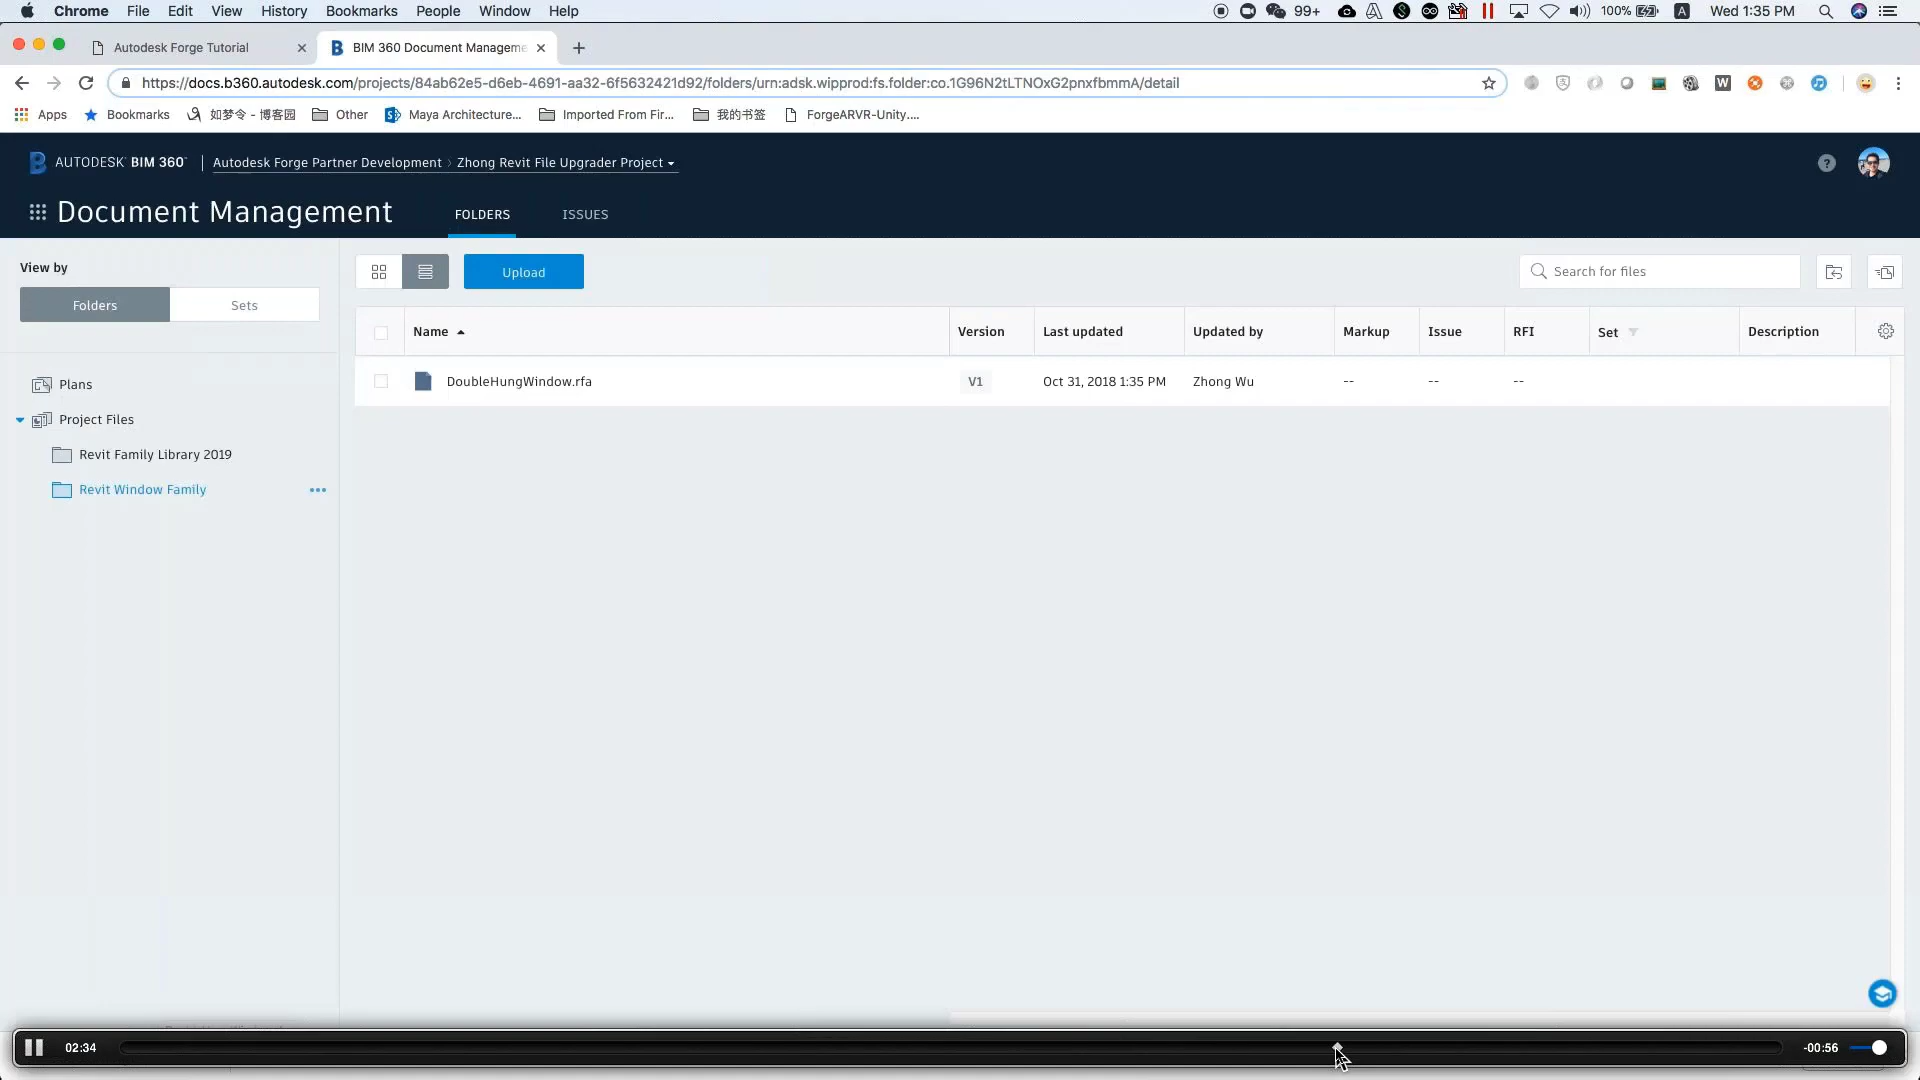 Chrome File Edit View History Bookmarks People Window Help 99+ 100% A Wed 1:35 PM
Autodesk Forge Tutorial BIM 360 Document Manageme
https://docs.b360.autodesk.com/projects/84ab62e5-d6eb-4691-aa32-6f5632421d92/folders/urn:adsk.wipprod:fs.folder:co.1G96N2tLTNOxG2pnxfbmmA/detail
Apps Bookmarks 如梦令 - 博客园 Other Maya Architecture... Imported From Fir... 我的书签 ForgeARVR-Unity....
AUTODESK BIM 360 Autodesk Forge Partner Development Zhong Revit File Upgrader Project
Document Management FOLDERS ISSUES
View by
Folders Sets
Upload Search for files
Name Version Last updated Updated by Markup Issue RFI Set Description
DoubleHungWindow.rfa V1 Oct 31, 2018 1:35 PM Zhong Wu -- -- --
Plans
Project Files
Revit Family Library 2019
Revit Window Family
02:34 -00:56